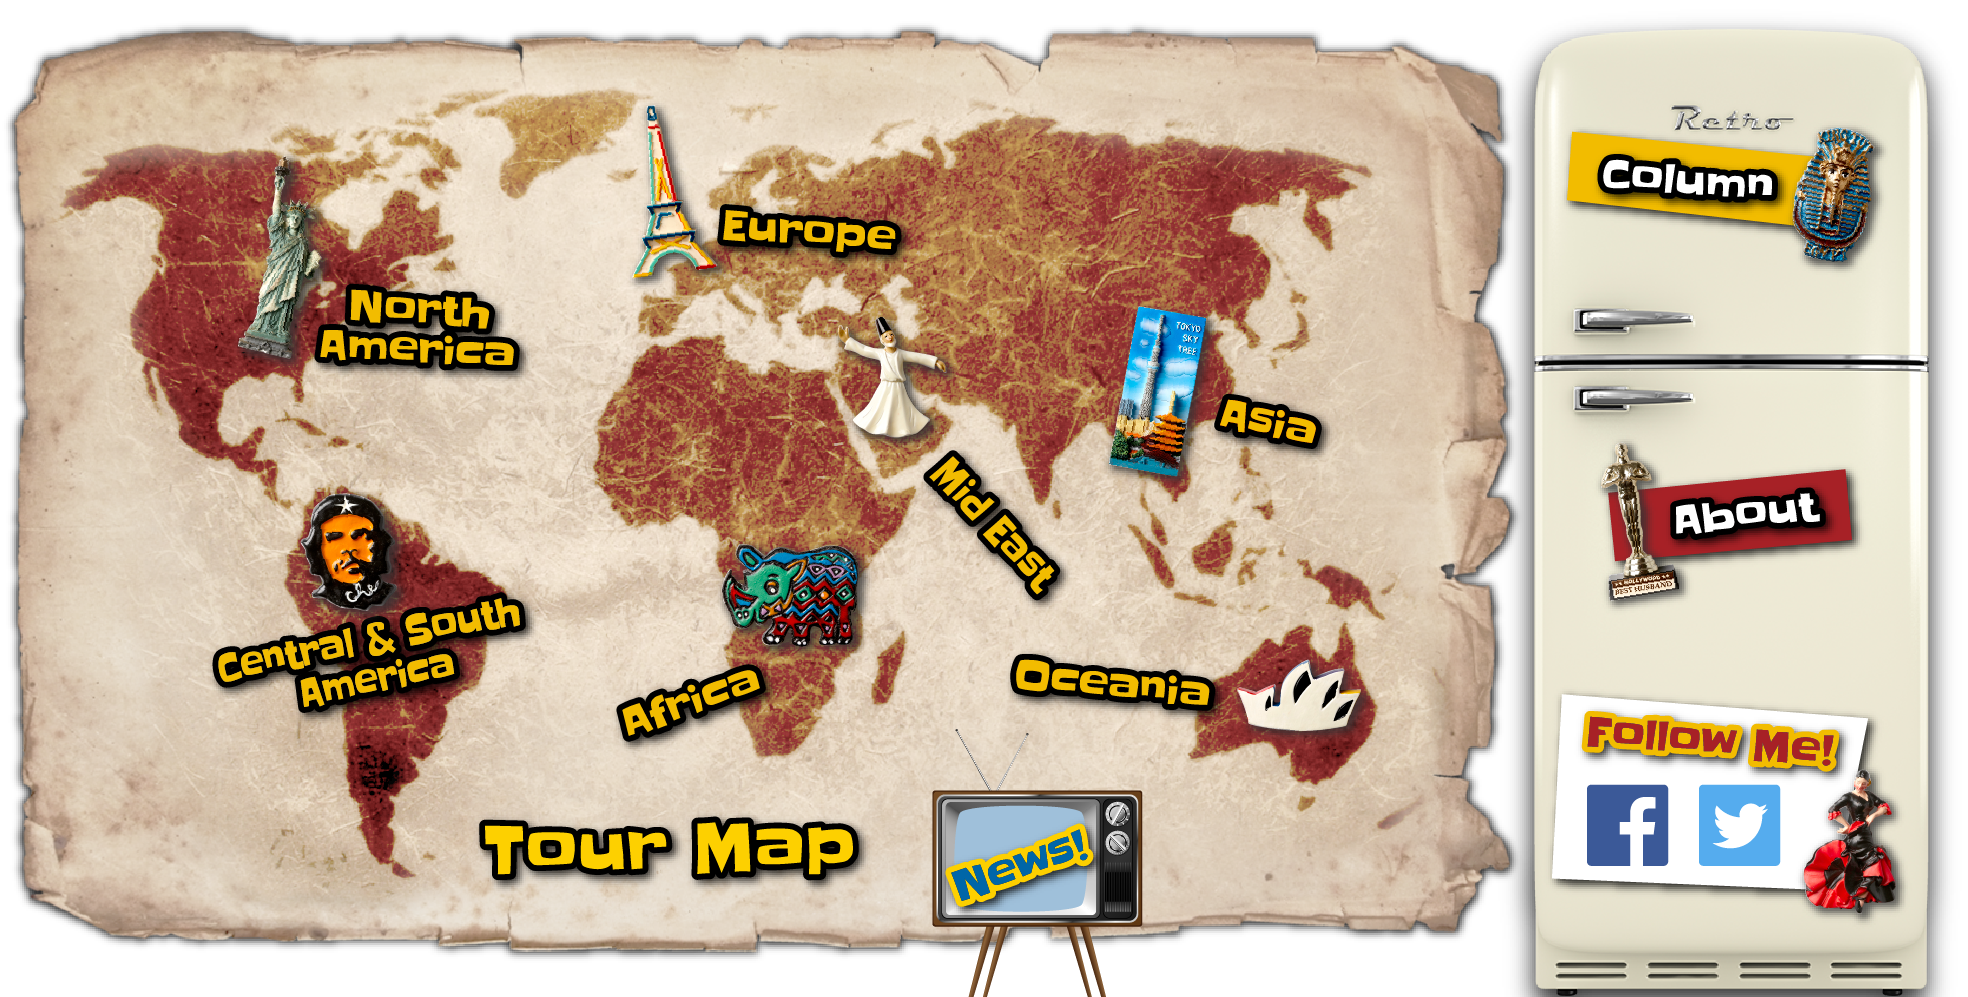 Retro
Column
Europe
North
America
TOKYO
SKY
TREE
Asia
Mid East
About
HOLLYWOOD
BEST HUSBAND
che
Central & South
America
Africa
Oceania
Follow Me!
Tour Map
News!